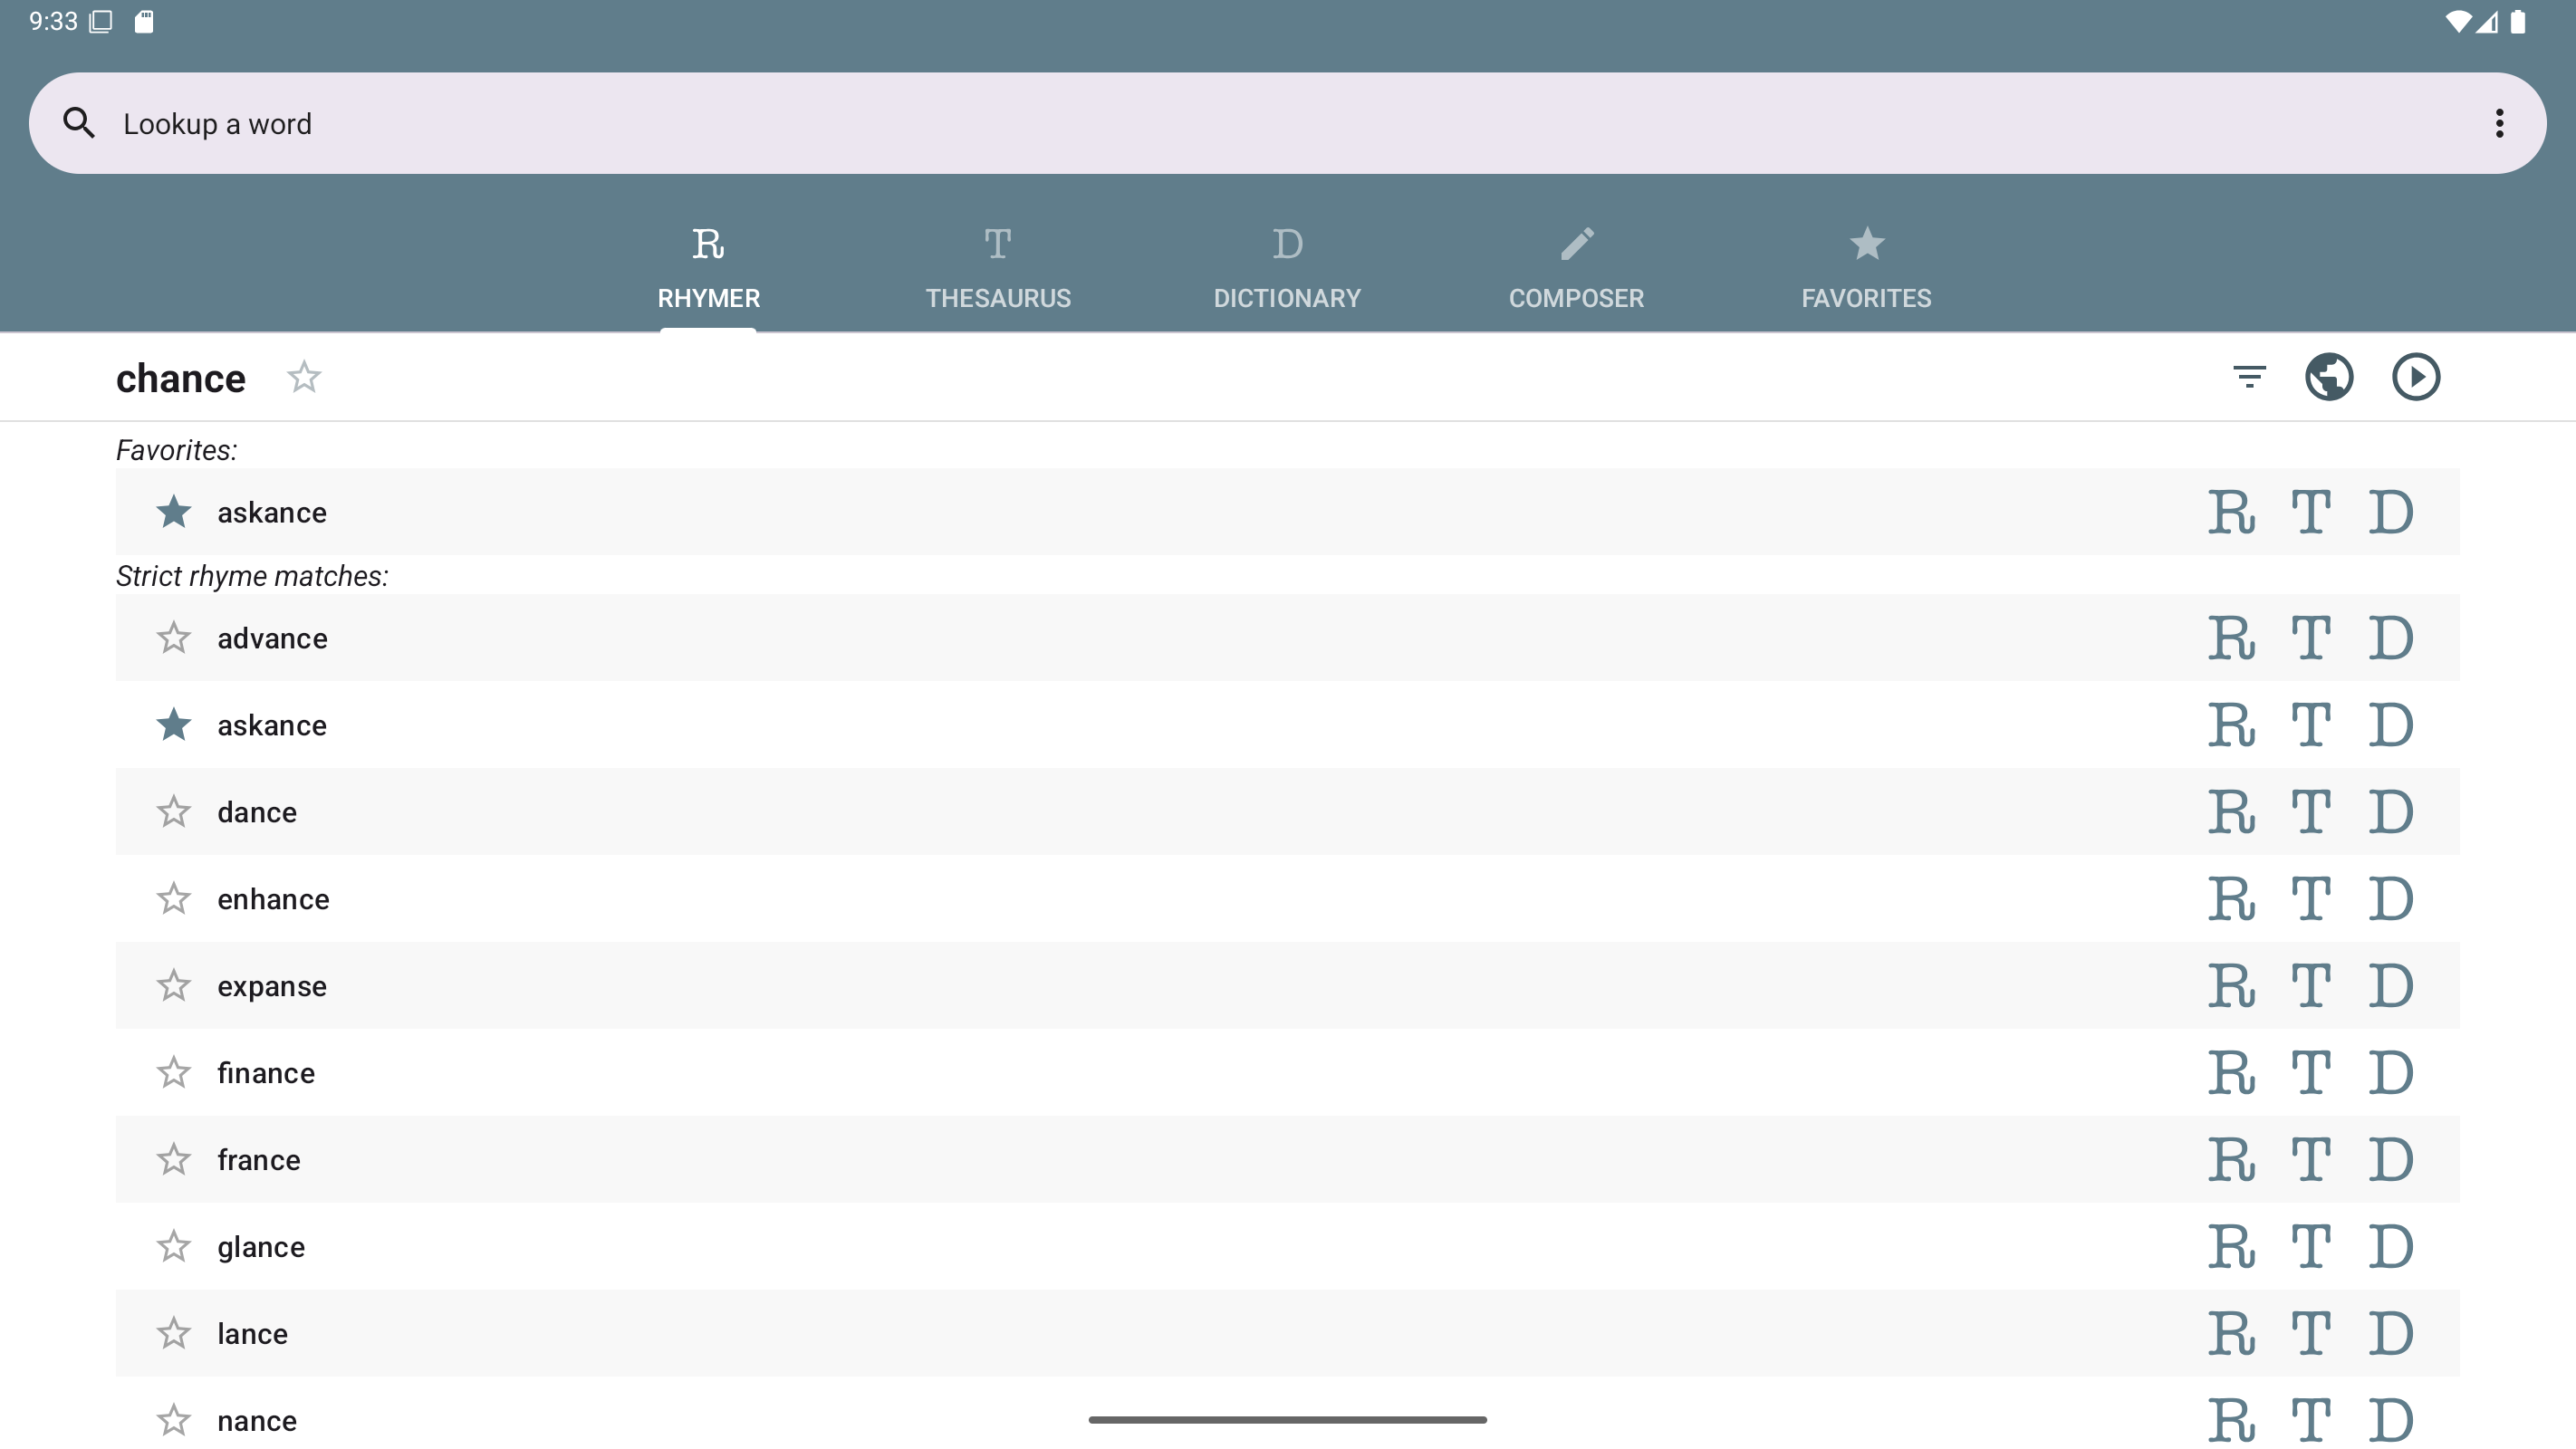 9:33
Lookup a word
R T D
RHYMER THESAURUS DICTIONARY COMPOSER FAVORITES
chance
Favorites:
askance R T D
Strict rhyme matches:
advance R T D
askance R T D
dance R T D
enhance R T D
expanse R T D
finance R T D
france R T D
glance R T D
lance R T D
nance R T D